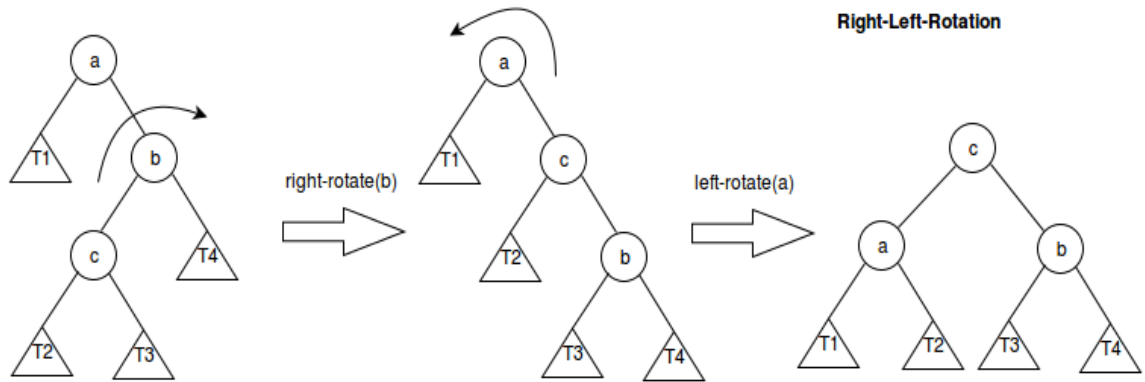 Right-Left-Rotation
a
T1
b
c
T4
T2
T3
right-rotate(b)
a
T1
c
T2
b
T3
T4
left-rotate(a)
c
a
b
T1
T2
T3
T4